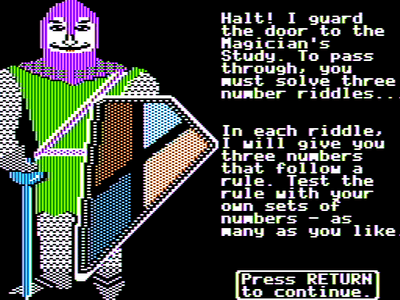 Halt! I guard
the door to the
Magician's
Study. To pass
through, you
must solve three
number riddles...
In each riddle,
I will give you
three numbers
that follow a
rule. Test the
rule with your
own sets of
numbers - as
many as you like.
Press RETURN
to continue.